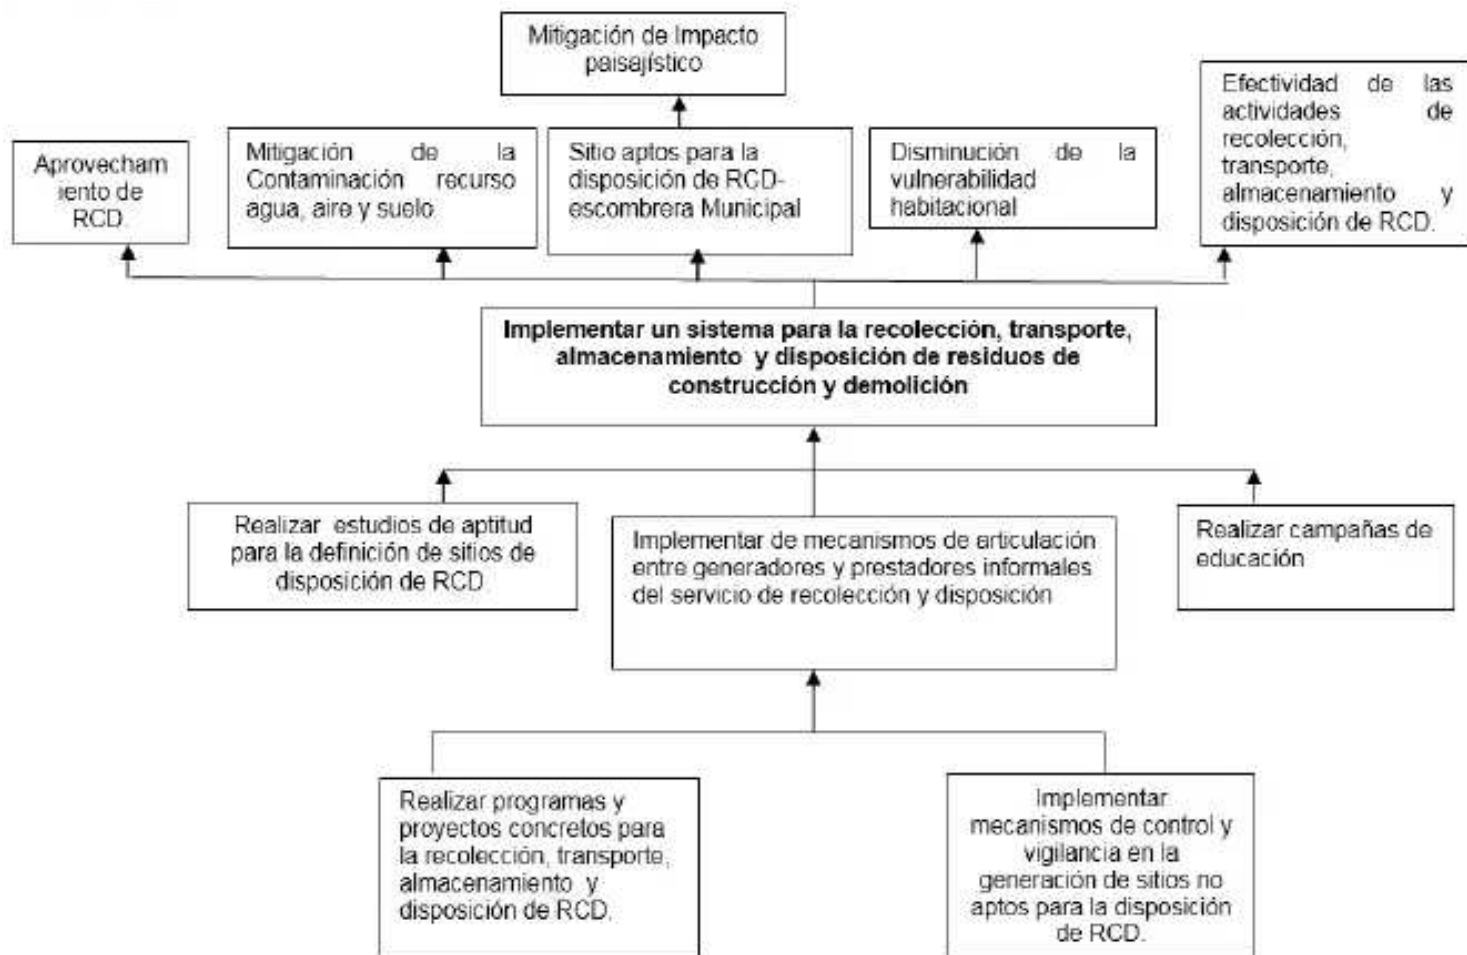 Mitigación de Impacto
paisajístico
Aprovecham
iento de
RCD.
Mitigación de la
Contaminación recurso
agua, aire y suelo.
Sitio aptos para la
disposición de RCD-
escombrera Municipal
Disminución de la
vulnerabilidad
habitacional
Efectividad de las
actividades de
recolección,
transporte,
almacenamiento y
disposición de RCD.
Implementar un sistema para la recolección, transporte,
almacenamiento y disposición de residuos de
construcción y demolición
Realizar estudios de aptitud
para la definición de sitios de
disposición de RCD
Implementar de mecanismos de articulación
entre generadores y prestadores informales
del servicio de recolección y disposición
Realizar campañas de
educación
Realizar programas y
proyectos concretos para
la recolección, transporte,
almacenamiento y
disposición de RCD.
Implementar
mecanismos de control y
vigilancia en la
generación de sitios no
aptos para la disposición
de RCD.